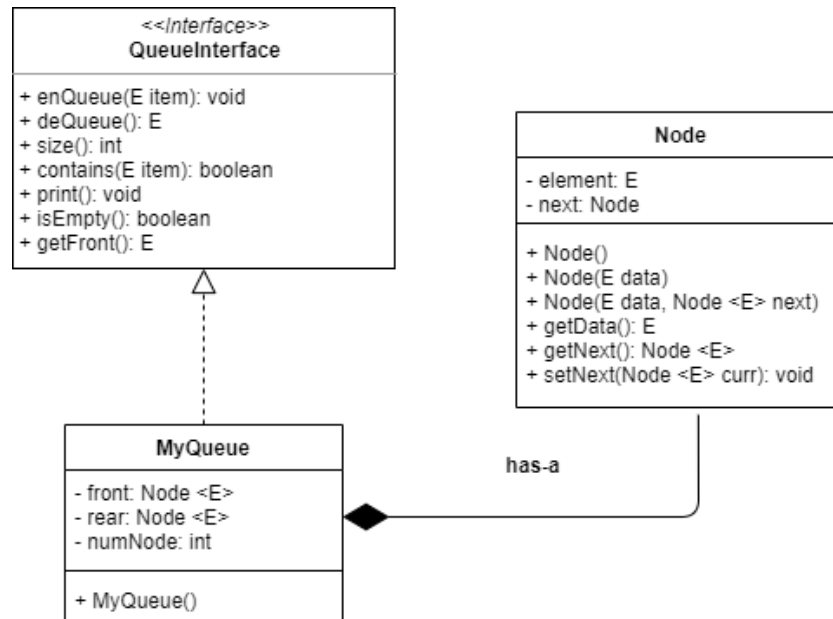 <<Interface>>
QueueInterface
+ enQueue(E item): void
+ deQueue(): E
+ size(): int
+ contains(E item): boolean
+ print(): void
+ isEmpty(): boolean
+ getFront(): E
Node
- element: E
- next: Node
+ Node()
+ Node(E data)
+ Node(E data, Node <E> next)
+ getData(): E
+ getNext(): Node <E>
+ setNext(Node <E> curr): void
MyQueue
- front: Node <E>
- rear: Node <E>
- numNode: int
+ MyQueue()
has-a